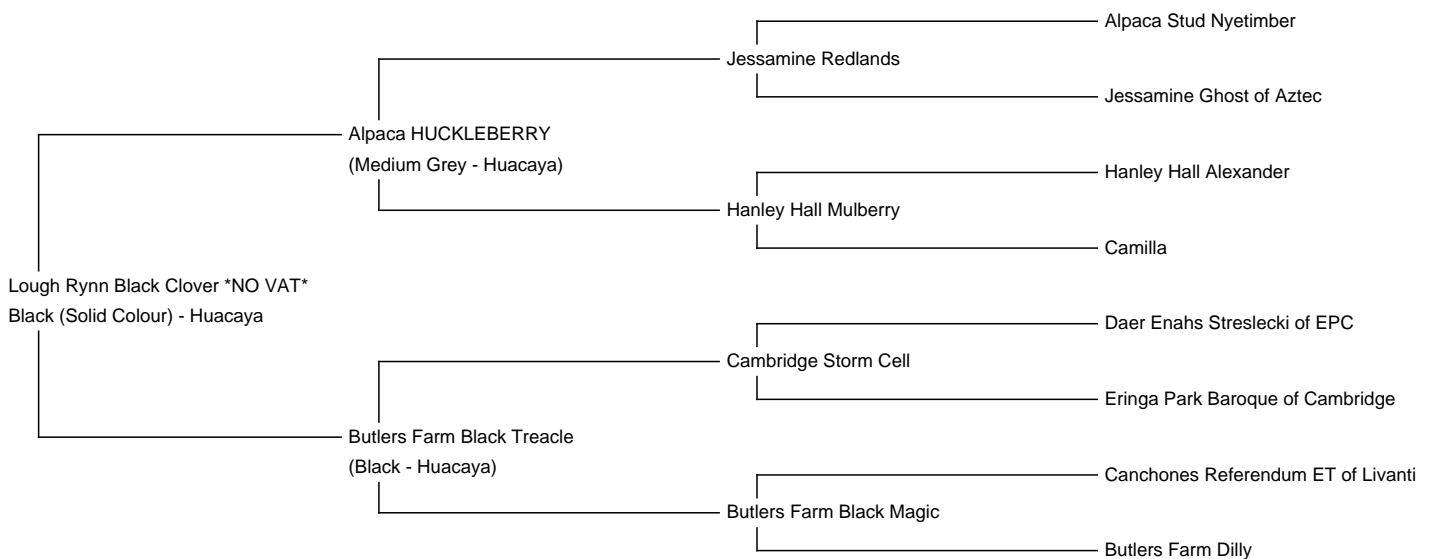 Alpaca Stud Nyetimber
Jessamine Redlands
Jessamine Ghost of Aztec
Alpaca HUCKLEBERRY
(Medium Grey - Huacaya)
Hanley Hall Alexander
Hanley Hall Mulberry
Camilla
Lough Rynn Black Clover *NO VAT*
Black (Solid Colour) - Huacaya
Daer Enahs Streslecki of EPC
Cambridge Storm Cell
Eringa Park Baroque of Cambridge
Butlers Farm Black Treacle
(Black - Huacaya)
Canchones Referendum ET of Livanti
Butlers Farm Black Magic
Butlers Farm Dilly